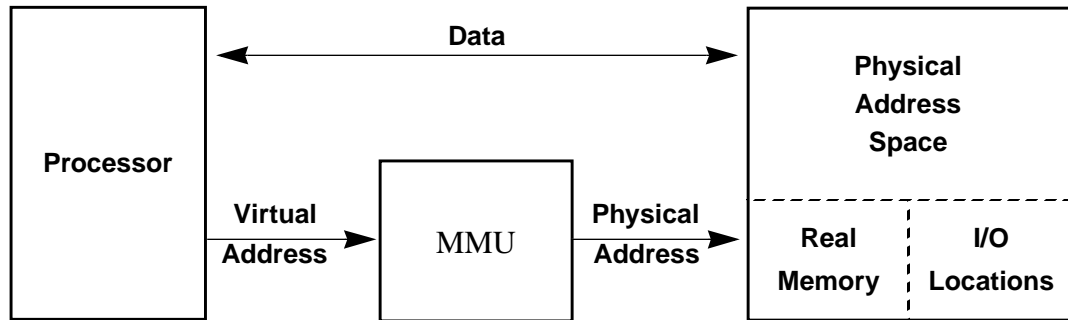 Data
Physical
Address
Space
Processor
Virtual
Address
MMU
Physical
Address
Real
Memory
I/O
Locations